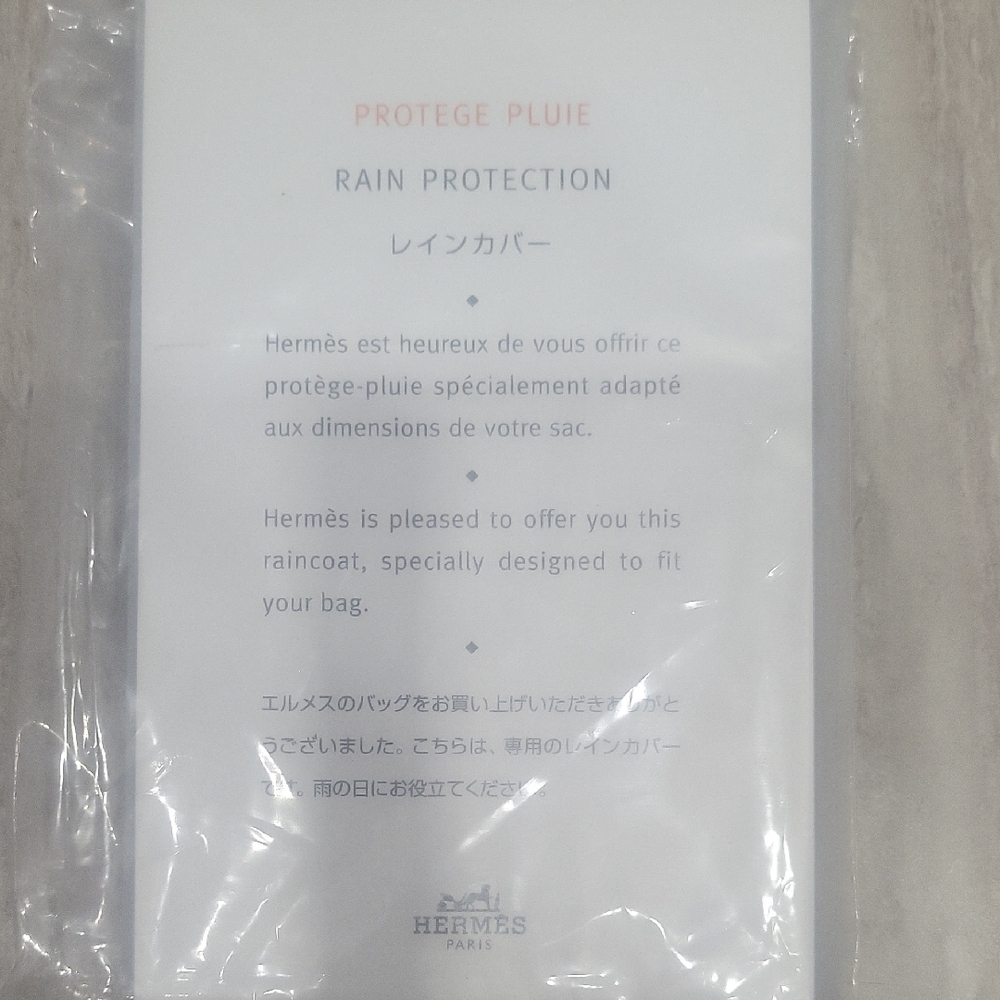 PROTEGE PLUIE
RAIN PROTECTION
レインカバー
Hermès est heureux de vous offrir ce
protège-pluie spécialement adapté
aux dimensions de votre sac.
Hermès is pleased to offer you this
raincoat, specially designed to fit
your bag.
エルメスのバッグをお買い上げいただきありがと
うございました。こちらは、専用のレインカバー
です。雨の日にお役立てください。
HERMÈS
PARIS